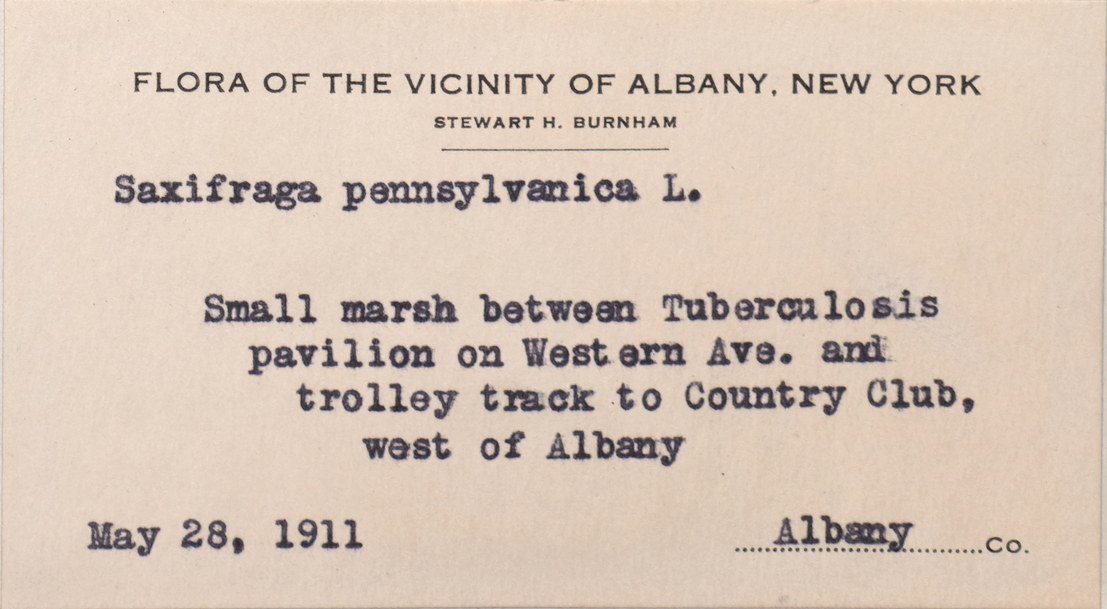 FLORA OF THE VICINITY OF ALBANY, NEW YORK
STEWART H. BURNHAM
Saxifraga pennsylvanica L.
Small marsh between Tuberculosis
pavilion on Western Ave. and
trolley track to Country Club,
west of Albany
May 28, 1911 Albany Co.